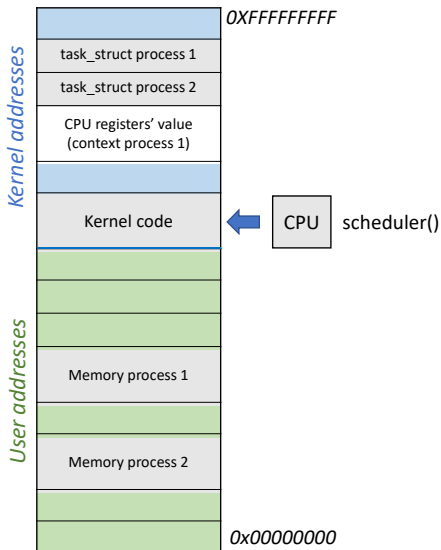 0XFFFFFFFFF
task_struct process 1
task_struct process 2
CPU registers' value
(context process 1)
Kernel addresses
Kernel code
CPU
scheduler()
User addresses
Memory process 1
Memory process 2
0x00000000